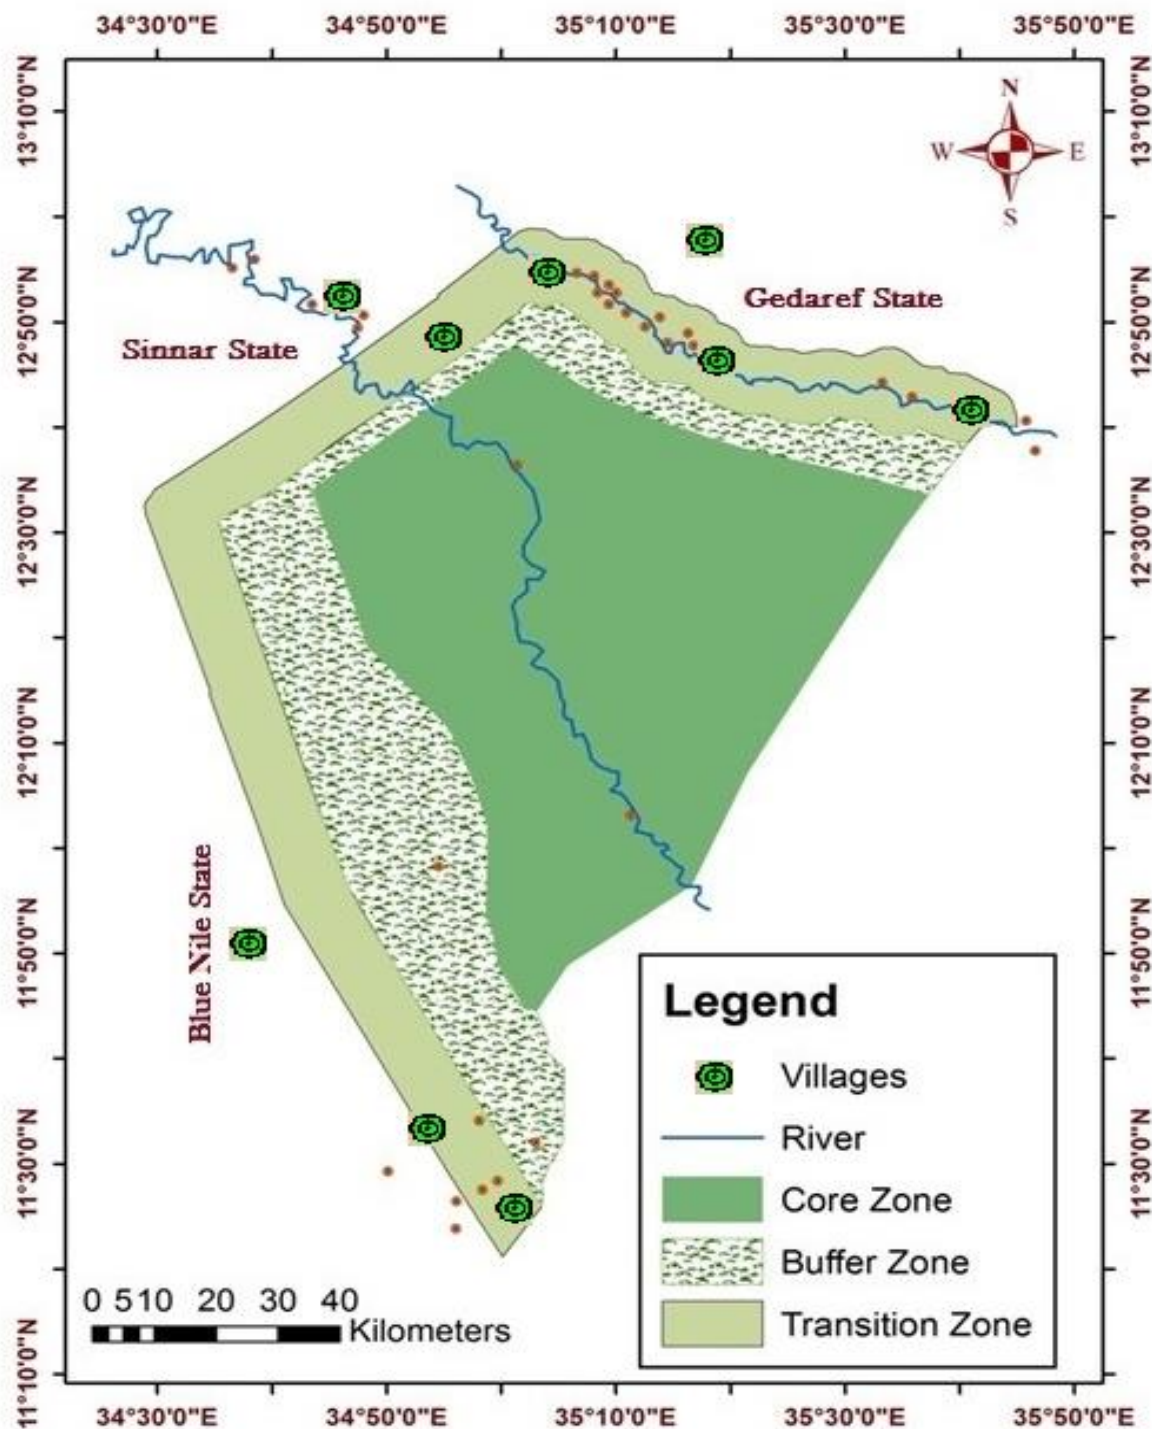 34°30'0"E 34°50'0"E 35°10'0"E 35°30'0"E 35°50'0"E
13°10'0"N
12°50'0"N
12°30'0"N
12°10'0"N
11°50'0"N
11°30'0"N
11°10'0"N
N
W E
S
Gedaref State
Sinnar State
Blue Nile State
Legend
Villages
River
Core Zone
Buffer Zone
Transition Zone
0 5 10 20 30 40
Kilometers
13°10'0"N
12°50'0"N
12°30'0"N
12°10'0"N
11°50'0"N
11°30'0"N
11°10'0"N
34°30'0"E 34°50'0"E 35°10'0"E 35°30'0"E 35°50'0"E